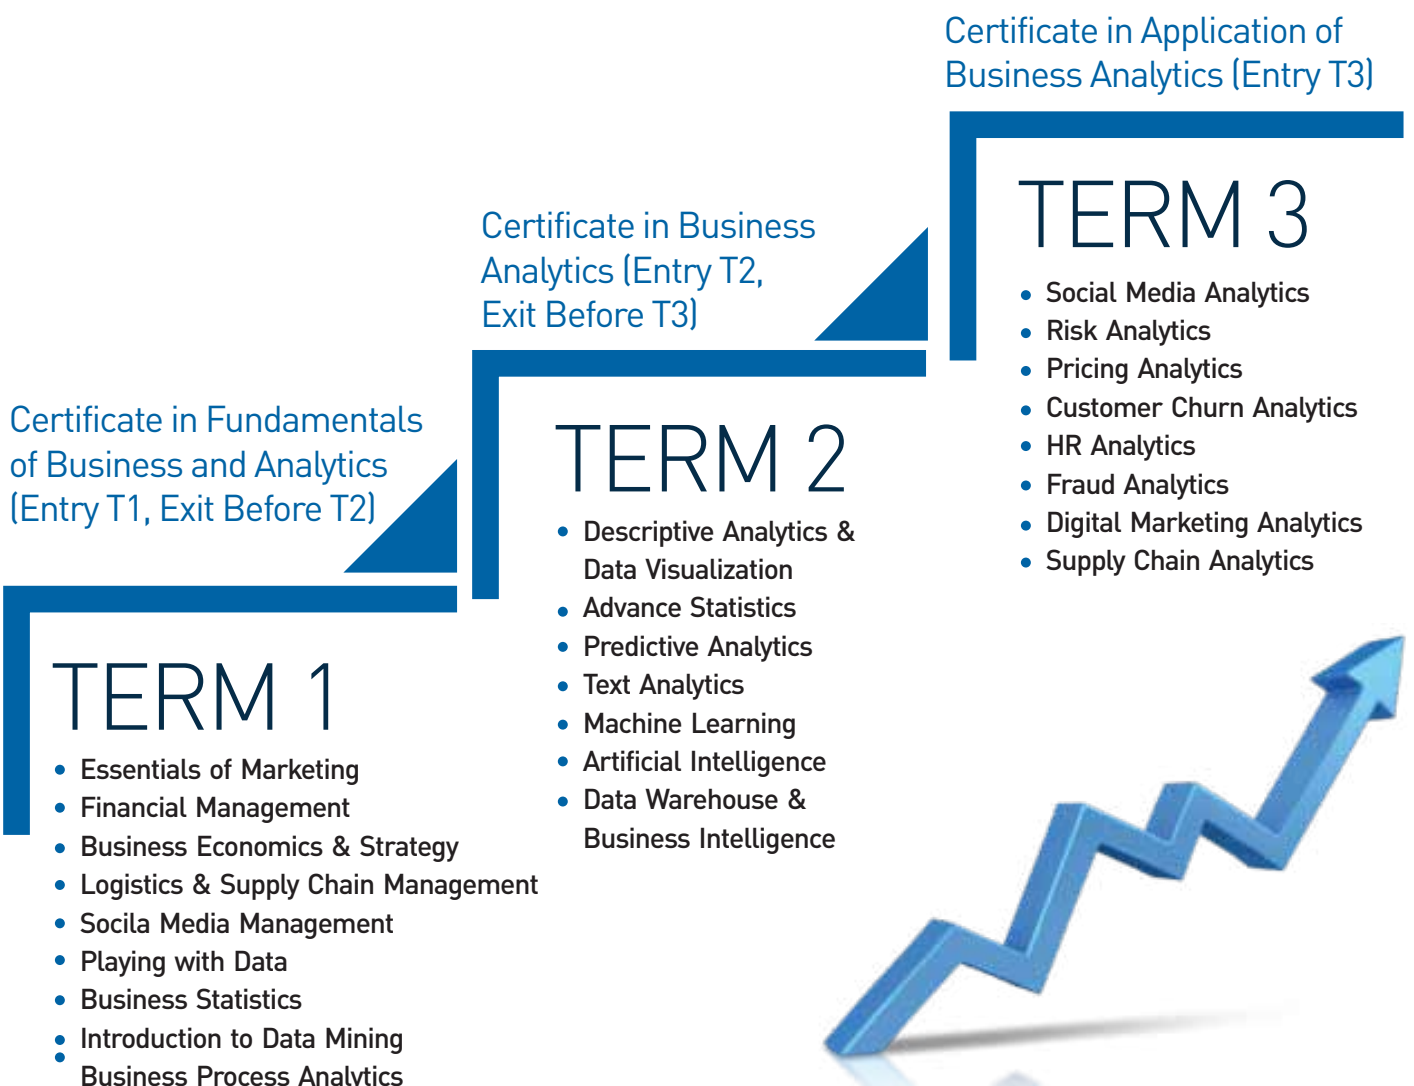 Certificate in Application of
Business Analytics (Entry T3)
TERM 3
• Social Media Analytics
• Risk Analytics
• Pricing Analytics
• Customer Churn Analytics
• HR Analytics
• Fraud Analytics
• Digital Marketing Analytics
• Supply Chain Analytics
Certificate in Business
Analytics (Entry T2,
Exit Before T3)
TERM 2
• Descriptive Analytics &
Data Visualization
• Advance Statistics
• Predictive Analytics
• Text Analytics
• Machine Learning
• Artificial Intelligence
• Data Warehouse &
Business Intelligence
Certificate in Fundamentals
of Business and Analytics
(Entry T1, Exit Before T2)
TERM 1
• Essentials of Marketing
• Financial Management
• Business Economics & Strategy
• Logistics & Supply Chain Management
• Socila Media Management
• Playing with Data
• Business Statistics
• Introduction to Data Mining
• Business Process Analytics